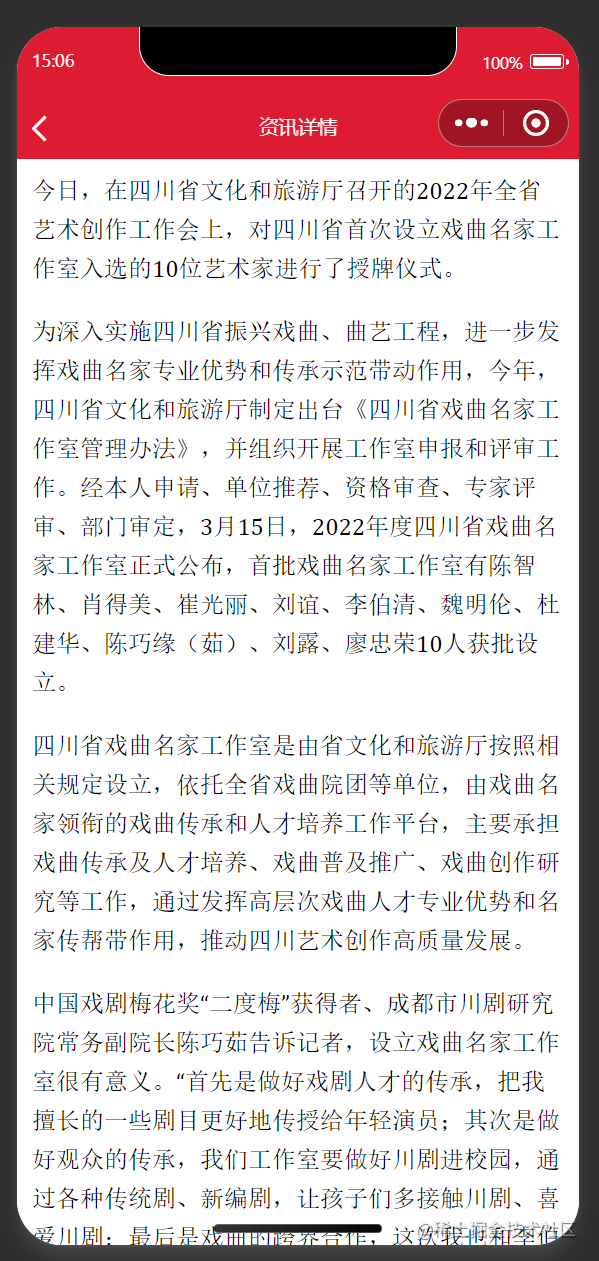 15:06
100%
资讯详情
今日，在四川省文化和旅游厅召开的2022年全省
艺术创作工作会上，对四川省首次设立戏曲名家工
作室入选的10位艺术家进行了授牌仪式。
为深入实施四川省振兴戏曲、曲艺工程，进一步发
挥戏曲名家专业优势和传承示范带动作用，今年，
四川省文化和旅游厅制定出台《四川省戏曲名家工
作室管理办法》，并组织开展工作室申报和评审工
作。经本人申请、单位推荐、资格审查、专家评
审、部门审定，3月15日，2022年度四川省戏曲名
家工作室正式公布，首批戏曲名家工作室有陈智
林、肖得美、崔光丽、刘谊、李伯清、魏明伦、杜
建华、陈巧缘（茹）、刘露、廖忠荣10人获批设
立。
四川省戏曲名家工作室是由省文化和旅游厅按照相
关规定设立，依托全省戏曲院团等单位，由戏曲名
家领衔的戏曲传承和人才培养工作平台，主要承担
戏曲传承及人才培养、戏曲普及推广、戏曲创作研
究等工作，通过发挥高层次戏曲人才专业优势和名
家传帮带作用，推动四川艺术创作高质量发展。
中国戏剧梅花奖“二度梅”获得者、成都市川剧研究
院常务副院长陈巧茹告诉记者，设立戏曲名家工作
室很有意义。“首先是做好戏剧人才的传承，把我
擅长的一些剧目更好地传授给年轻演员；其次是做
好观众的传承，我们工作室要做好川剧进校园，通
过各种传统剧、新编剧，让孩子们多接触川剧、喜
爱川剧；最后是戏曲的跨界合作，这次我也和李伯
@稀土掘金技术社区